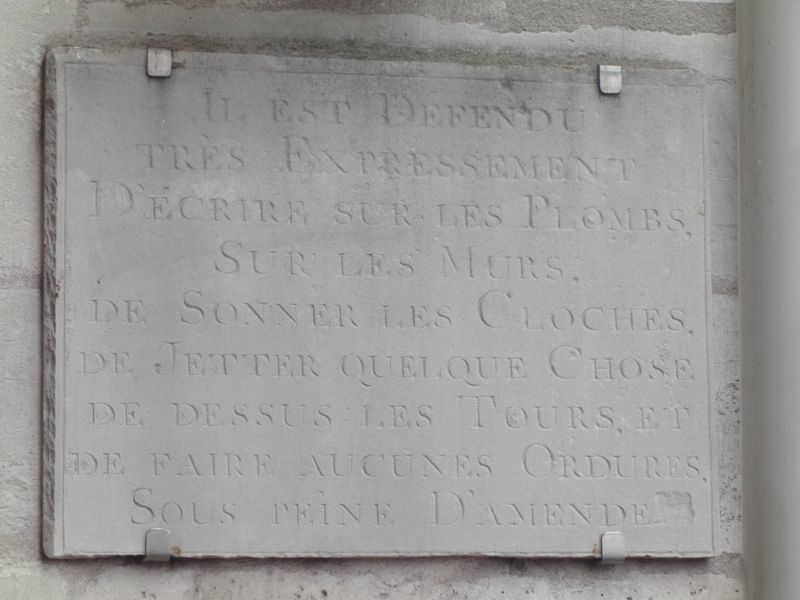 IL EST DEFENDU
TRÈS EXPRESSEMENT
D'ÉCRIRE SUR LES PLOMBS,
SUR LES MURS,
DE SONNER LES CLOCHES,
DE JETTER QUELQUE CHOSE
DE DESSUS LES TOURS, ET
DE FAIRE AUCUNES ORDURES,
SOUS PEINE D'AMENDE